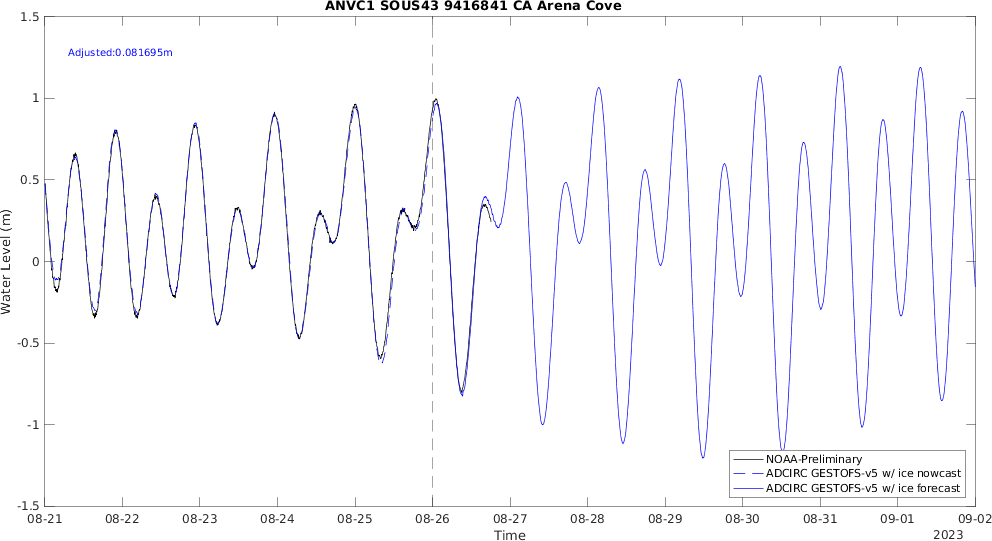 ANVC1 SOUS43 9416841 CA Arena Cove
Adjusted:0.081695m
1.5
1
0.5
0
-0.5
-1
-1.5
Water Level (m)
NOAA-Preliminary
ADCIRC GESTOFS-v5 w/ ice nowcast
ADCIRC GESTOFS-v5 w/ ice forecast
08-21 08-22 08-23 08-24 08-25 08-26 08-27 08-28 08-29 08-30 08-31 09-01 09-02
Time
2023